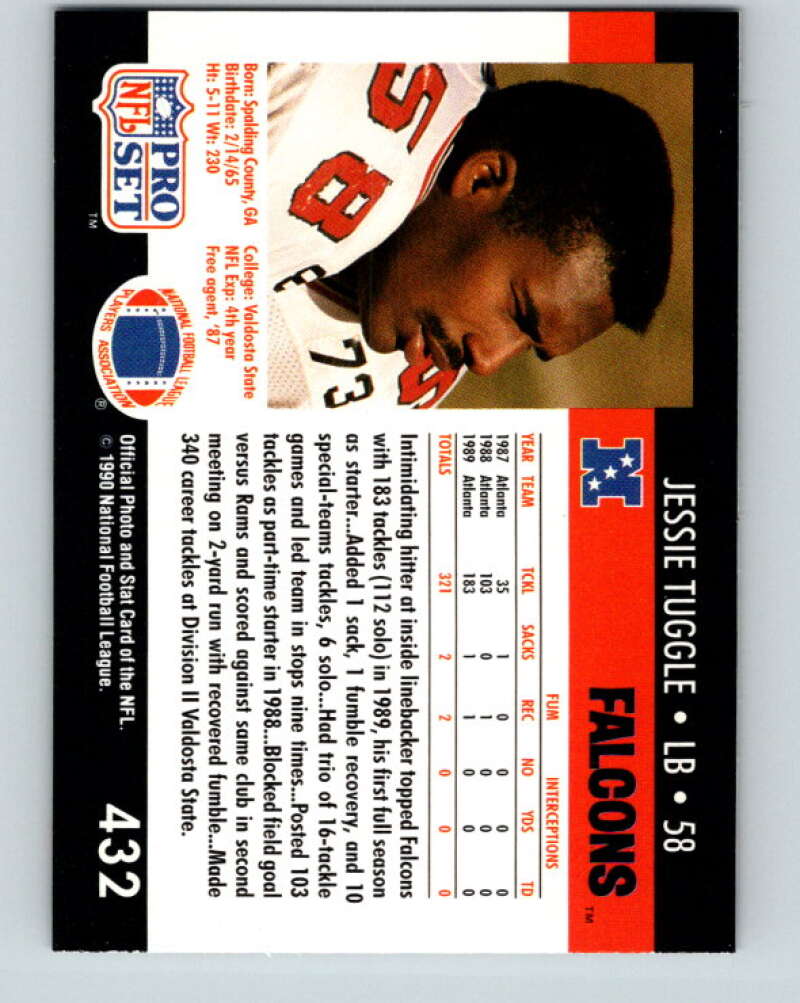 JESSIE TUGGLE • LB • 58
FALCONS™
N
58
58
73
FUM INTERCEPTIONS
YEAR TEAM TCKL SACKS REC NO YDS TD
1987 Atlanta 35 1 0 0 0 0
1988 Atlanta 103 0 1 0 0 0
1989 Atlanta 183 1 1 0 0 0
TOTALS 321 2 2 0 0 0
Intimidating hitter at inside linebacker topped Falcons
with 183 tackles (112 solo) in 1989, his first full season
as starter...Added 1 sack, 1 fumble recovery, and 10
special-teams tackles, 6 solo...Had trio of 16-tackle
games and led team in stops nine times...Posted 103
tackles as part-time starter in 1988...Blocked field goal
versus Rams and scored against same club in second
meeting on 2-yard run with recovered fumble...Made
340 career tackles at Division II Valdosta State.
Born: Spalding County, GA
Birthdate: 2/14/65
Ht: 5-11 Wt: 230
College: Valdosta State
NFL Exp: 4th year
Free agent, '87
PRO SET
NFL
™
NATIONAL FOOTBALL LEAGUE
PLAYERS ASSOCIATION
®
Official Photo and Stat Card of the NFL.
© 1990 National Football League.
432